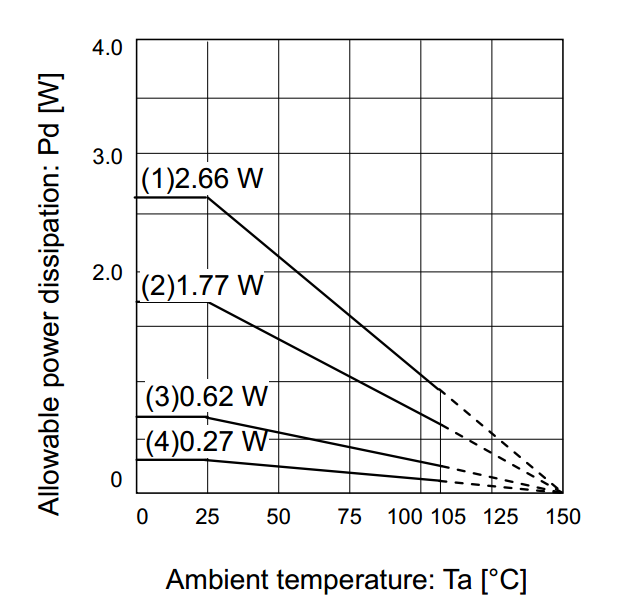 Allowable power dissipation: Pd [W]
4.0
3.0
2.0
0
(1)2.66 W
(2)1.77 W
(3)0.62 W
(4)0.27 W
0 25 50 75 100 105 125 150
Ambient temperature: Ta [°C]